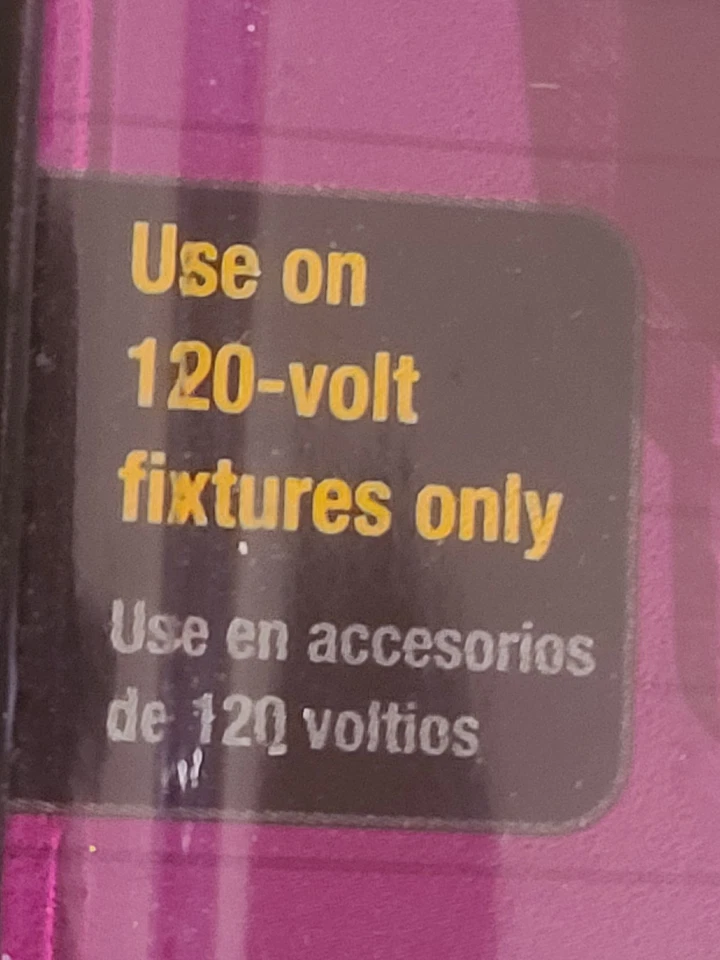 Use on
120-volt
fixtures only
Use en accesorios
de 120 voltios